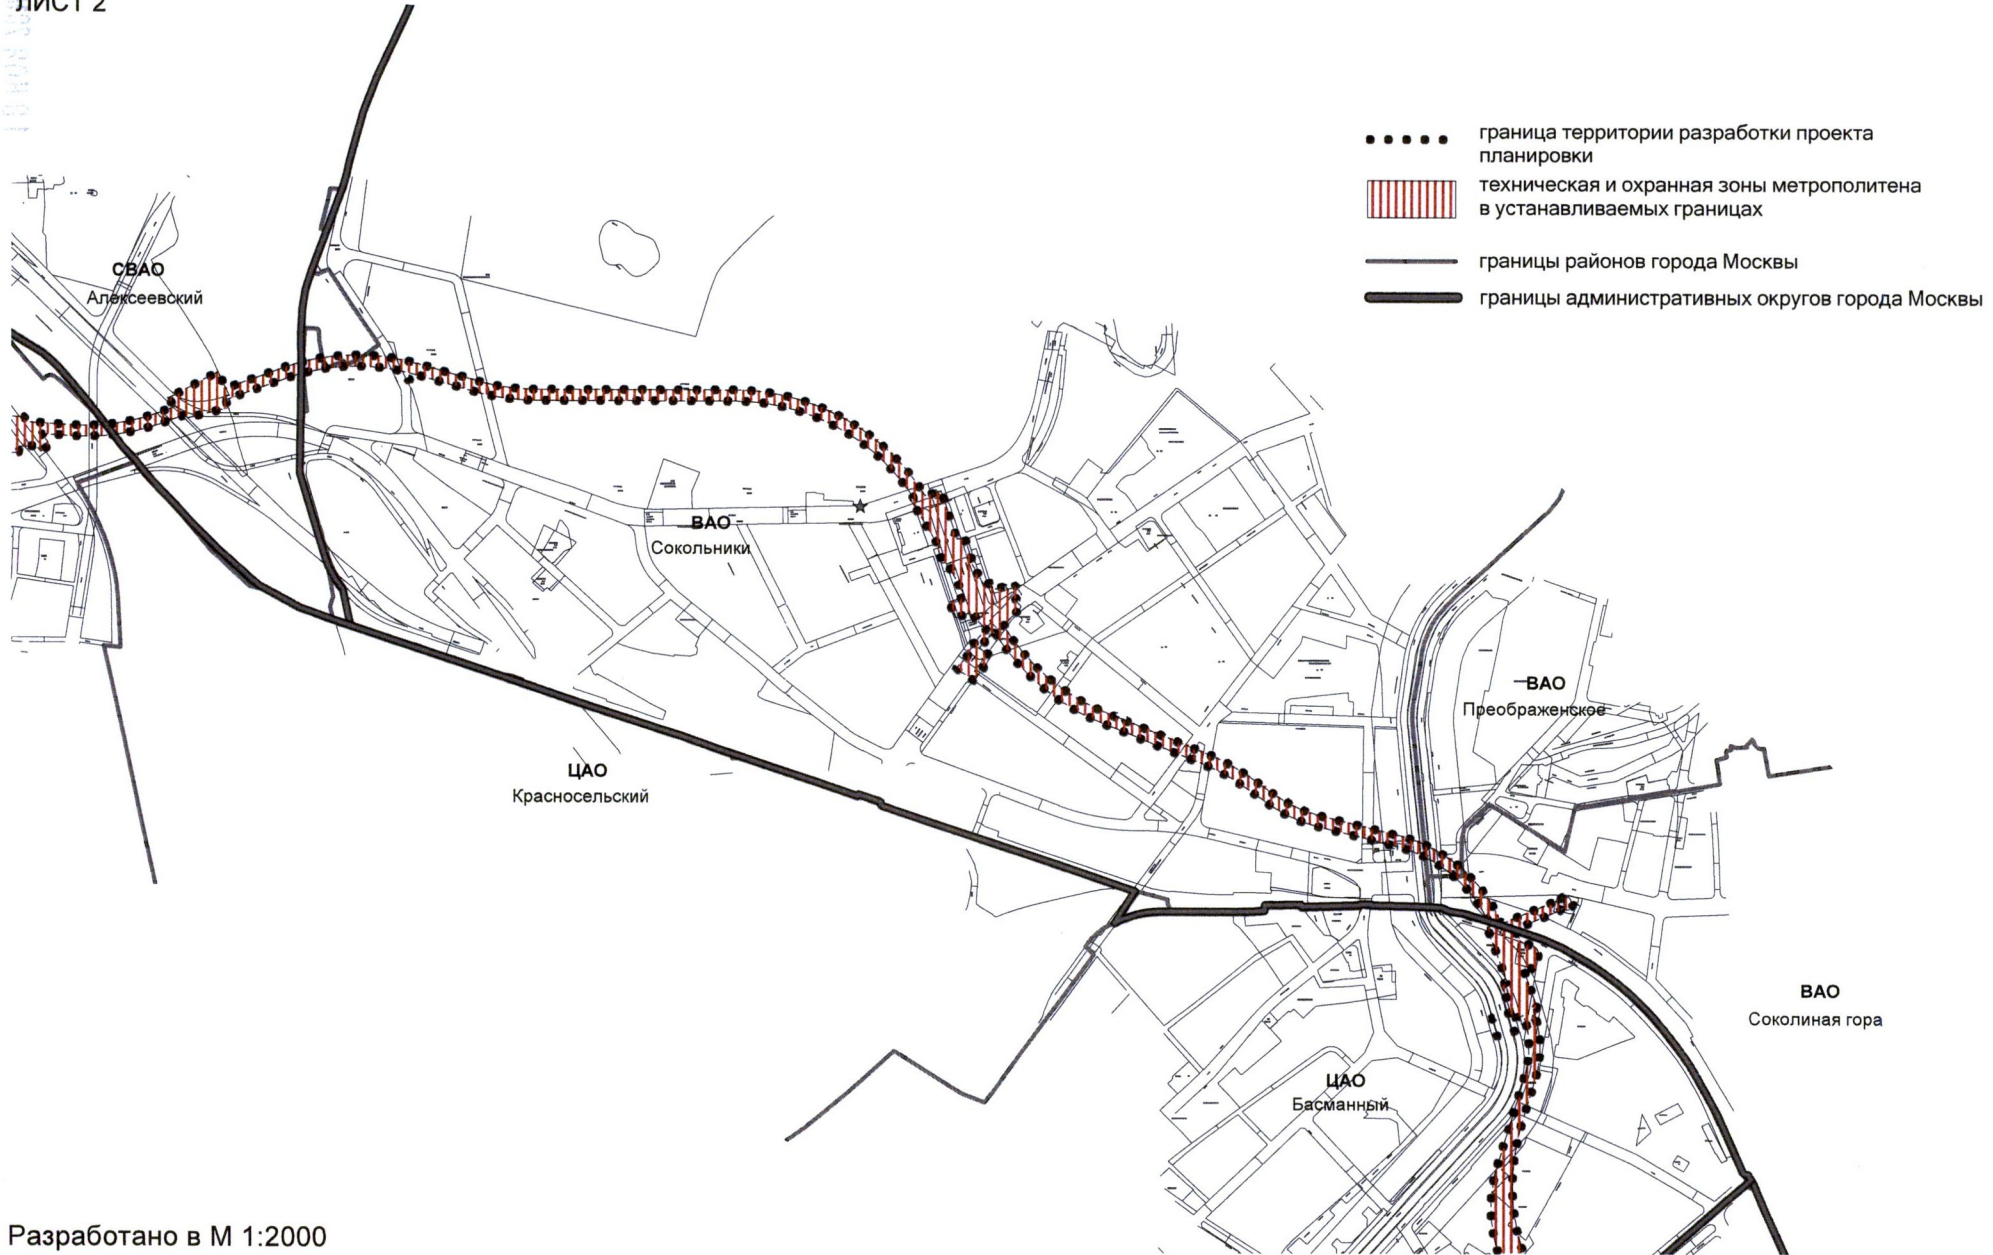 ЛИСТ 2
граница территории разработки проекта
планировки
техническая и охранная зоны метрополитена
в устанавливаемых границах
границы районов города Москвы
границы административных округов города Москвы
СВАО
Алексеевский
ВАО
Сокольники
ВАО
Преображенское
ЦАО
Красносельский
ВАО
Соколиная гора
ЦАО
Басманный
Разработано в М 1:2000